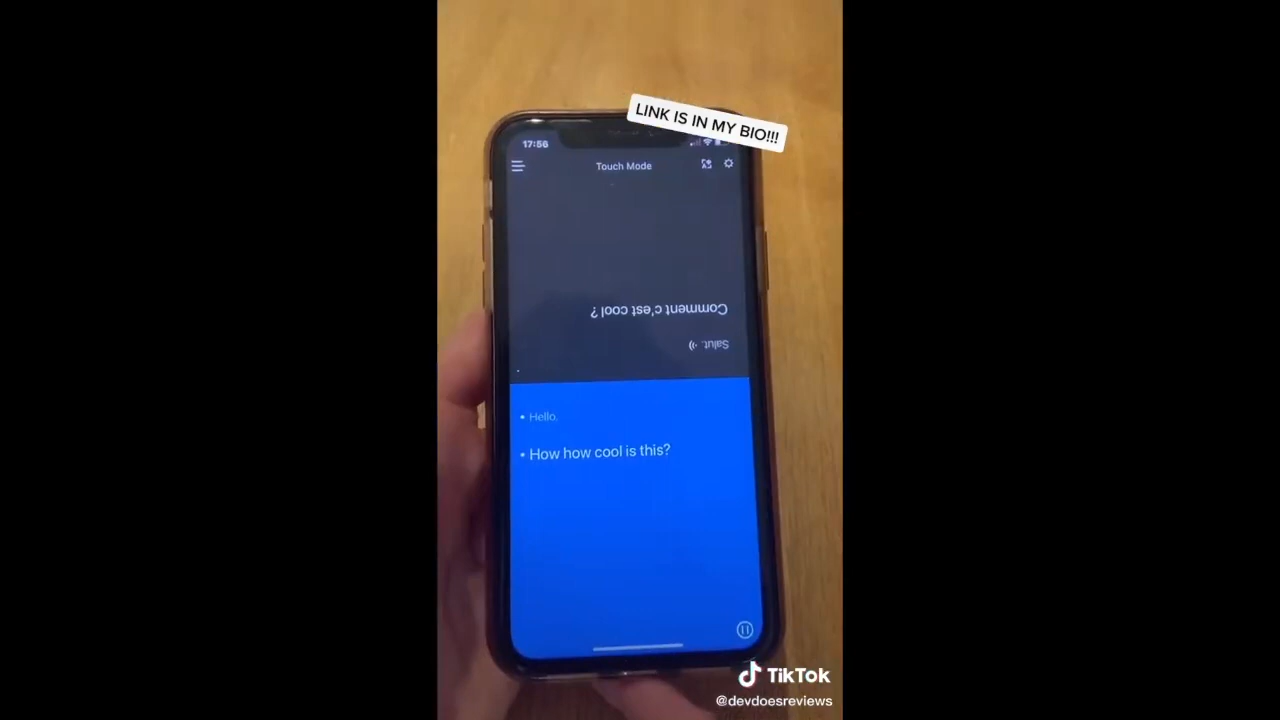 LINK IS IN MY BIO!!!
17:56
Touch Mode
Comment c'est cool ?
Salut.
• Hello.
• How how cool is this?
TikTok
@devdoesreviews